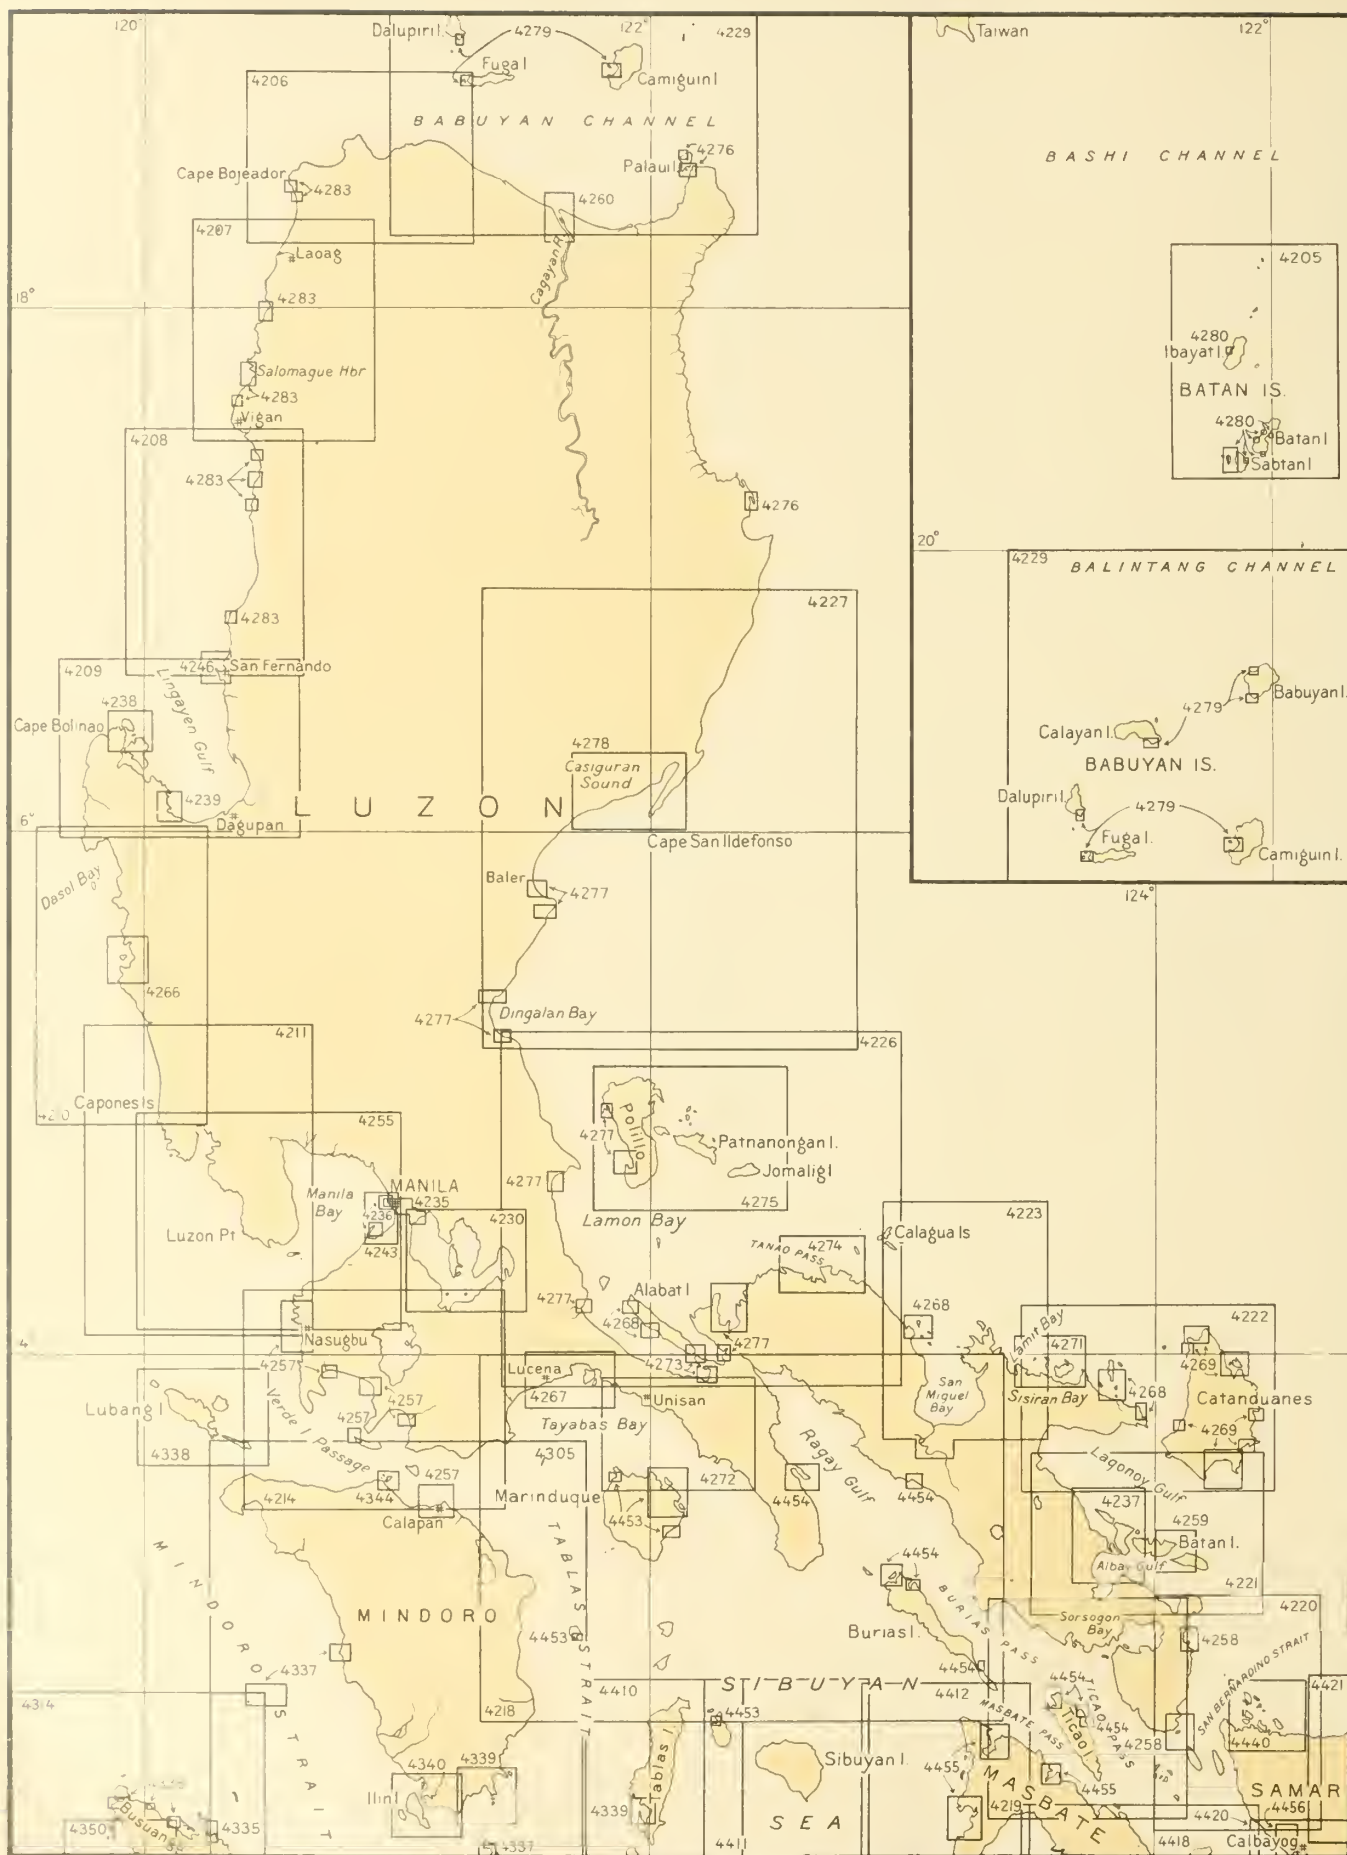 120°
Dalupiri I.
4279
122°
4229
Taiwan
122°
4206
Fuga I
Camiguin I
BABUYAN CHANNEL
BASHI CHANNEL
Palaui I.
4276
Cape Bojeador
4283
4260
4207
Laoag
Cagayan R.
4205
18°
4283
4280
Ibayat I.
Salomague Hbr
BATAN IS.
4283
Vigan
4280
4208
Batan I
Sabtan I
4283
4276
20°
4229
BALINTANG CHANNEL
4227
4283
4209
4246
San Fernando
Lingayen Gulf
4238
Babuyan I.
Cape Bolinao
4279
Calayan I.
4278
Casiguran
Sound
BABUYAN IS.
4239
LUZON
Dalupiri I.
4279
Dagupan
6°
Cape San Ildefonso
Fuga I.
Camiguin I.
Dasol Bay
Baler
4277
124°
4266
Dingalan Bay
4277
4211
4226
Capones Is
4255
Polillo
4277
Patnanongan I.
Jomalig I
4277
MANILA
Manila
Bay
4235
4275
4236
4230
Lamon Bay
4223
Luzon Pt
4243
Calagua Is
TANAO PASS
4274
Alabat I
4277
4268
4268
Lamit Bay
4222
Nasugbu
4277
4271
4269
4257
4273
Lucena
4267
San
Miguel
Bay
Sisiran Bay
4268
Catanduanes
Lubang I
4257
Unisan
Verde I Passage
4257
Tayabas Bay
4269
4338
4305
Ragay Gulf
Lagonoy Gulf
4257
4272
4214
4344
Marinduque
4454
4454
4237
Calapan
4259
4453
Batan I.
Albay Gulf
4454
4221
TABLAS STRAIT
MINDORO STRAIT
MINDORO
BURIAS PASS
Sorsogon
Bay
4220
4453
Burias I.
4258
SAN BERNARDINO STRAIT
4454
4454
4337
SIBUYAN
4314
4410
4412
TICAO PASS
4421
4218
4453
MASBATE PASS
Ticao I.
4454
4258
4440
Tablas I.
Sibuyan I.
4340
4339
4455
MASBATE
4455
SAMAR
Ilin I
4339
4219
4456
Busuanga
4420
4350
4335
SEA
Calbayog
4337
4411
4418